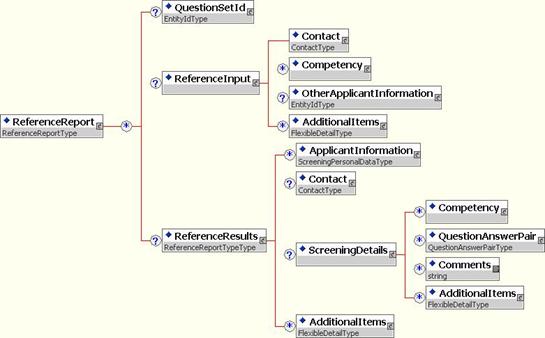 QuestionSetId
EntityIdType
Contact
ContactType
Competency
ReferenceInput
OtherApplicantInformation
EntityIdType
AdditionalItems
FlexibleDetailType
ReferenceReport
ReferenceReportType
ApplicantInformation
ScreeningPersonalDataType
Contact
ContactType
Competency
ReferenceResults
ReferenceReportTypeType
QuestionAnswerPair
QuestionAnswerPairType
ScreeningDetails
Comments
string
AdditionalItems
FlexibleDetailType
AdditionalItems
FlexibleDetailType